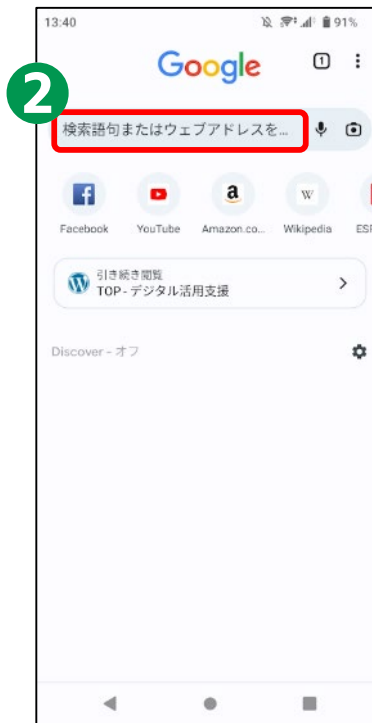 13:40 91%
Google 1
2
検索語句またはウェブアドレスを...
f a W
Facebook YouTube Amazon.co... Wikipedia ESP
引き続き閲覧
TOP - デジタル活用支援
Discover - オフ